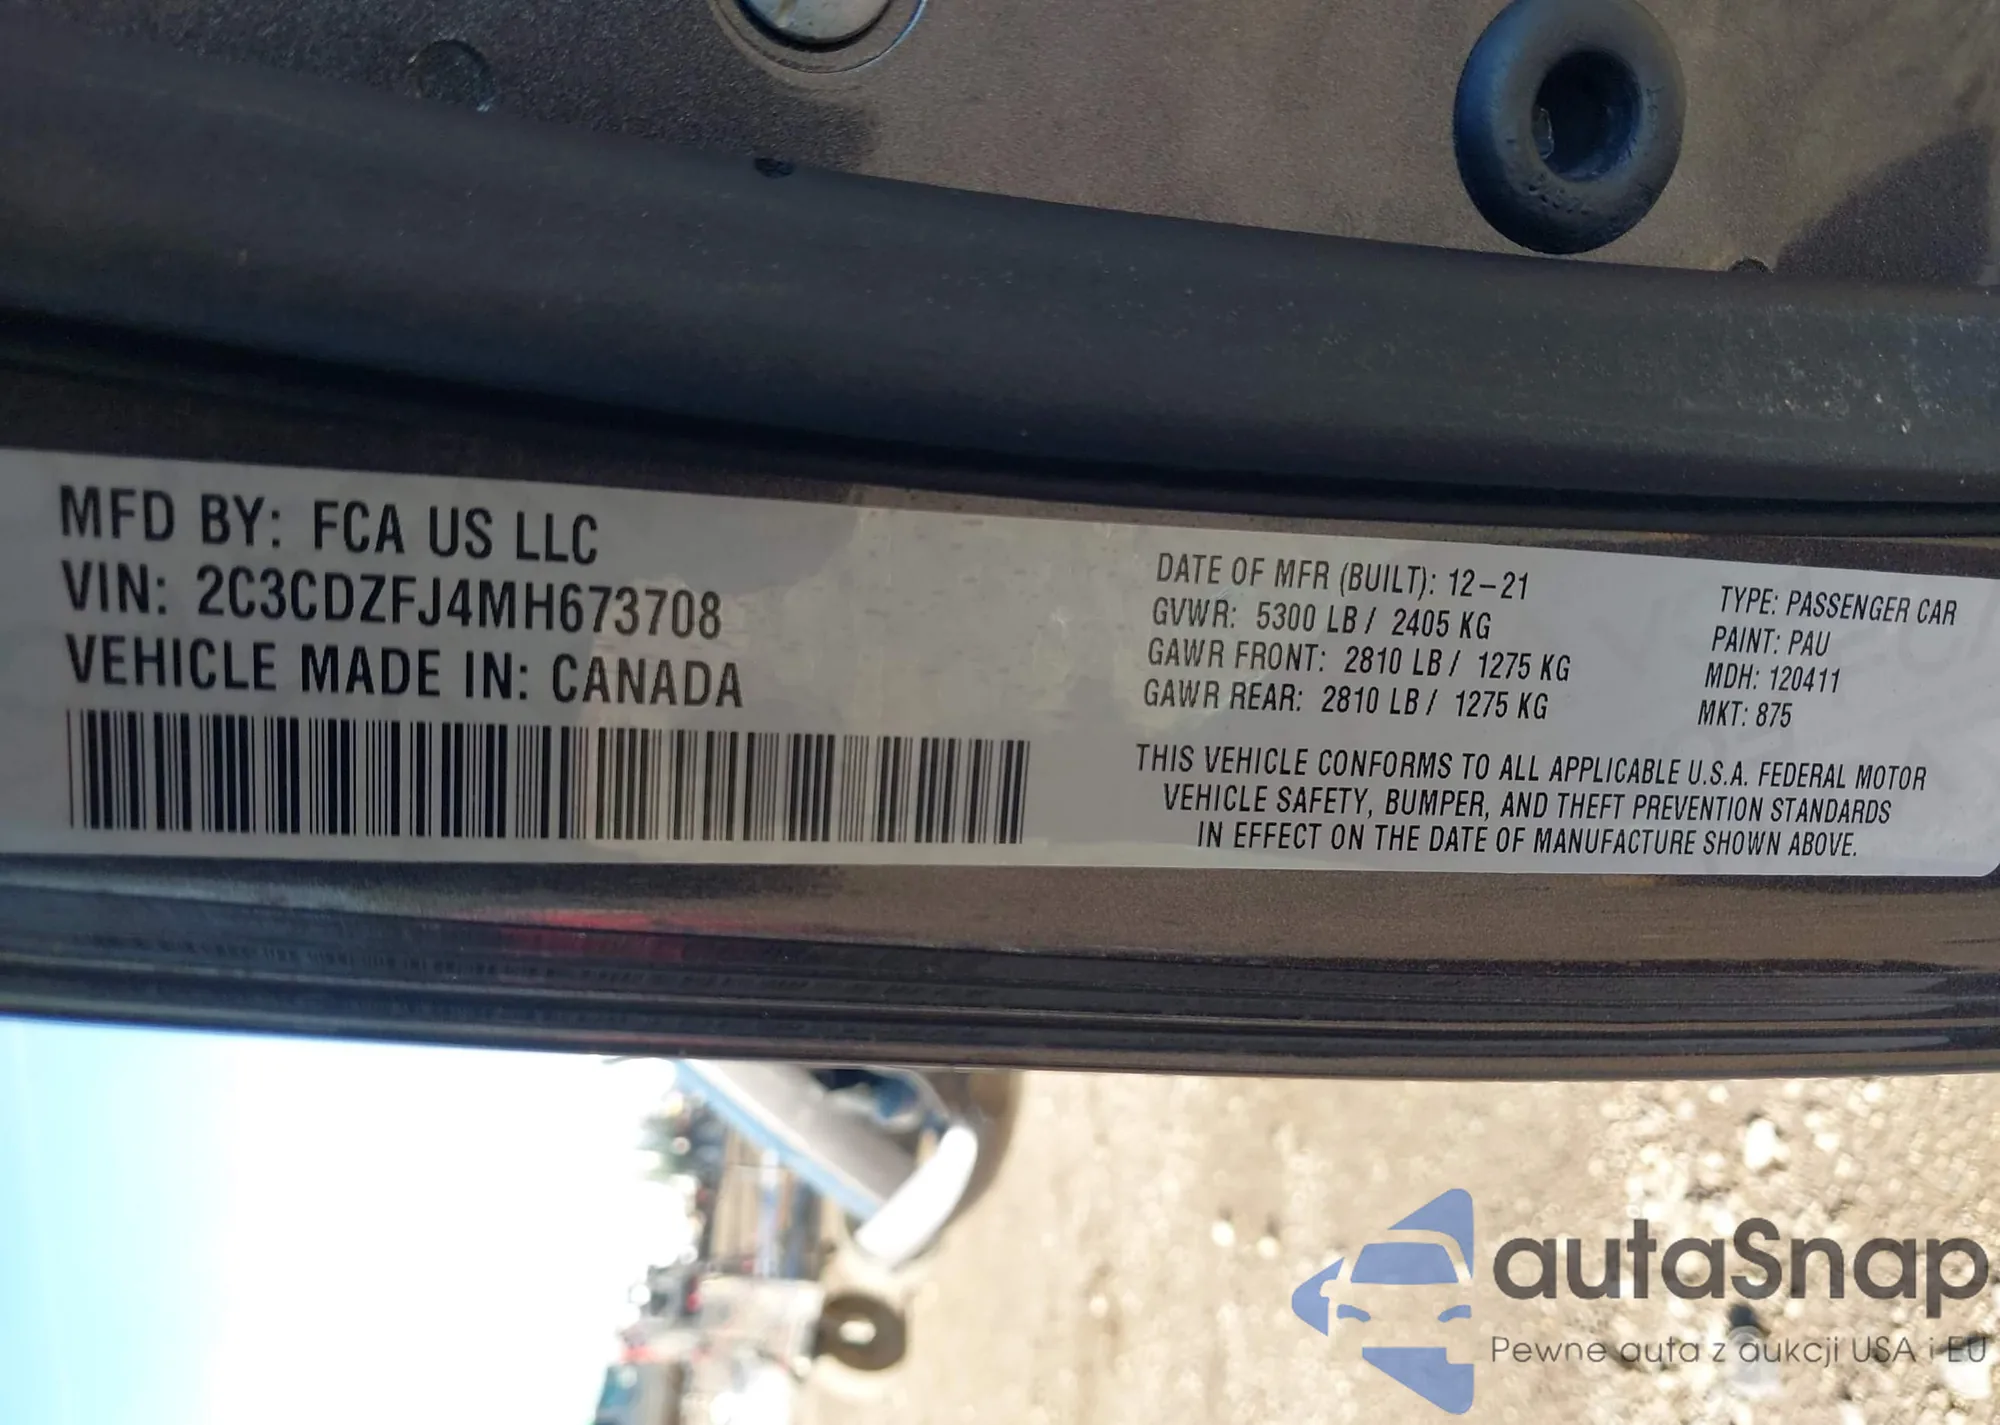 MFD BY: FCA US LLC
VIN: 2C3CDZFJ4MH673708
VEHICLE MADE IN: CANADA
DATE OF MFR (BUILT): 12-21
GVWR: 5300 LB / 2405 KG
GAWR FRONT: 2810 LB / 1275 KG
GAWR REAR: 2810 LB / 1275 KG
TYPE: PASSENGER CAR
PAINT: PAU
MDH: 120411
MKT: 875
THIS VEHICLE CONFORMS TO ALL APPLICABLE U.S.A. FEDERAL MOTOR
VEHICLE SAFETY, BUMPER, AND THEFT PREVENTION STANDARDS
IN EFFECT ON THE DATE OF MANUFACTURE SHOWN ABOVE.
autaSnap
Pewne auta z aukcji USA i EU